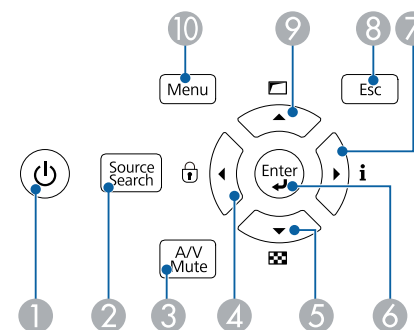 10 9 8 7
Menu
Esc
Source
Search
Enter
i
A/V
Mute
1 2 3 4 5 6